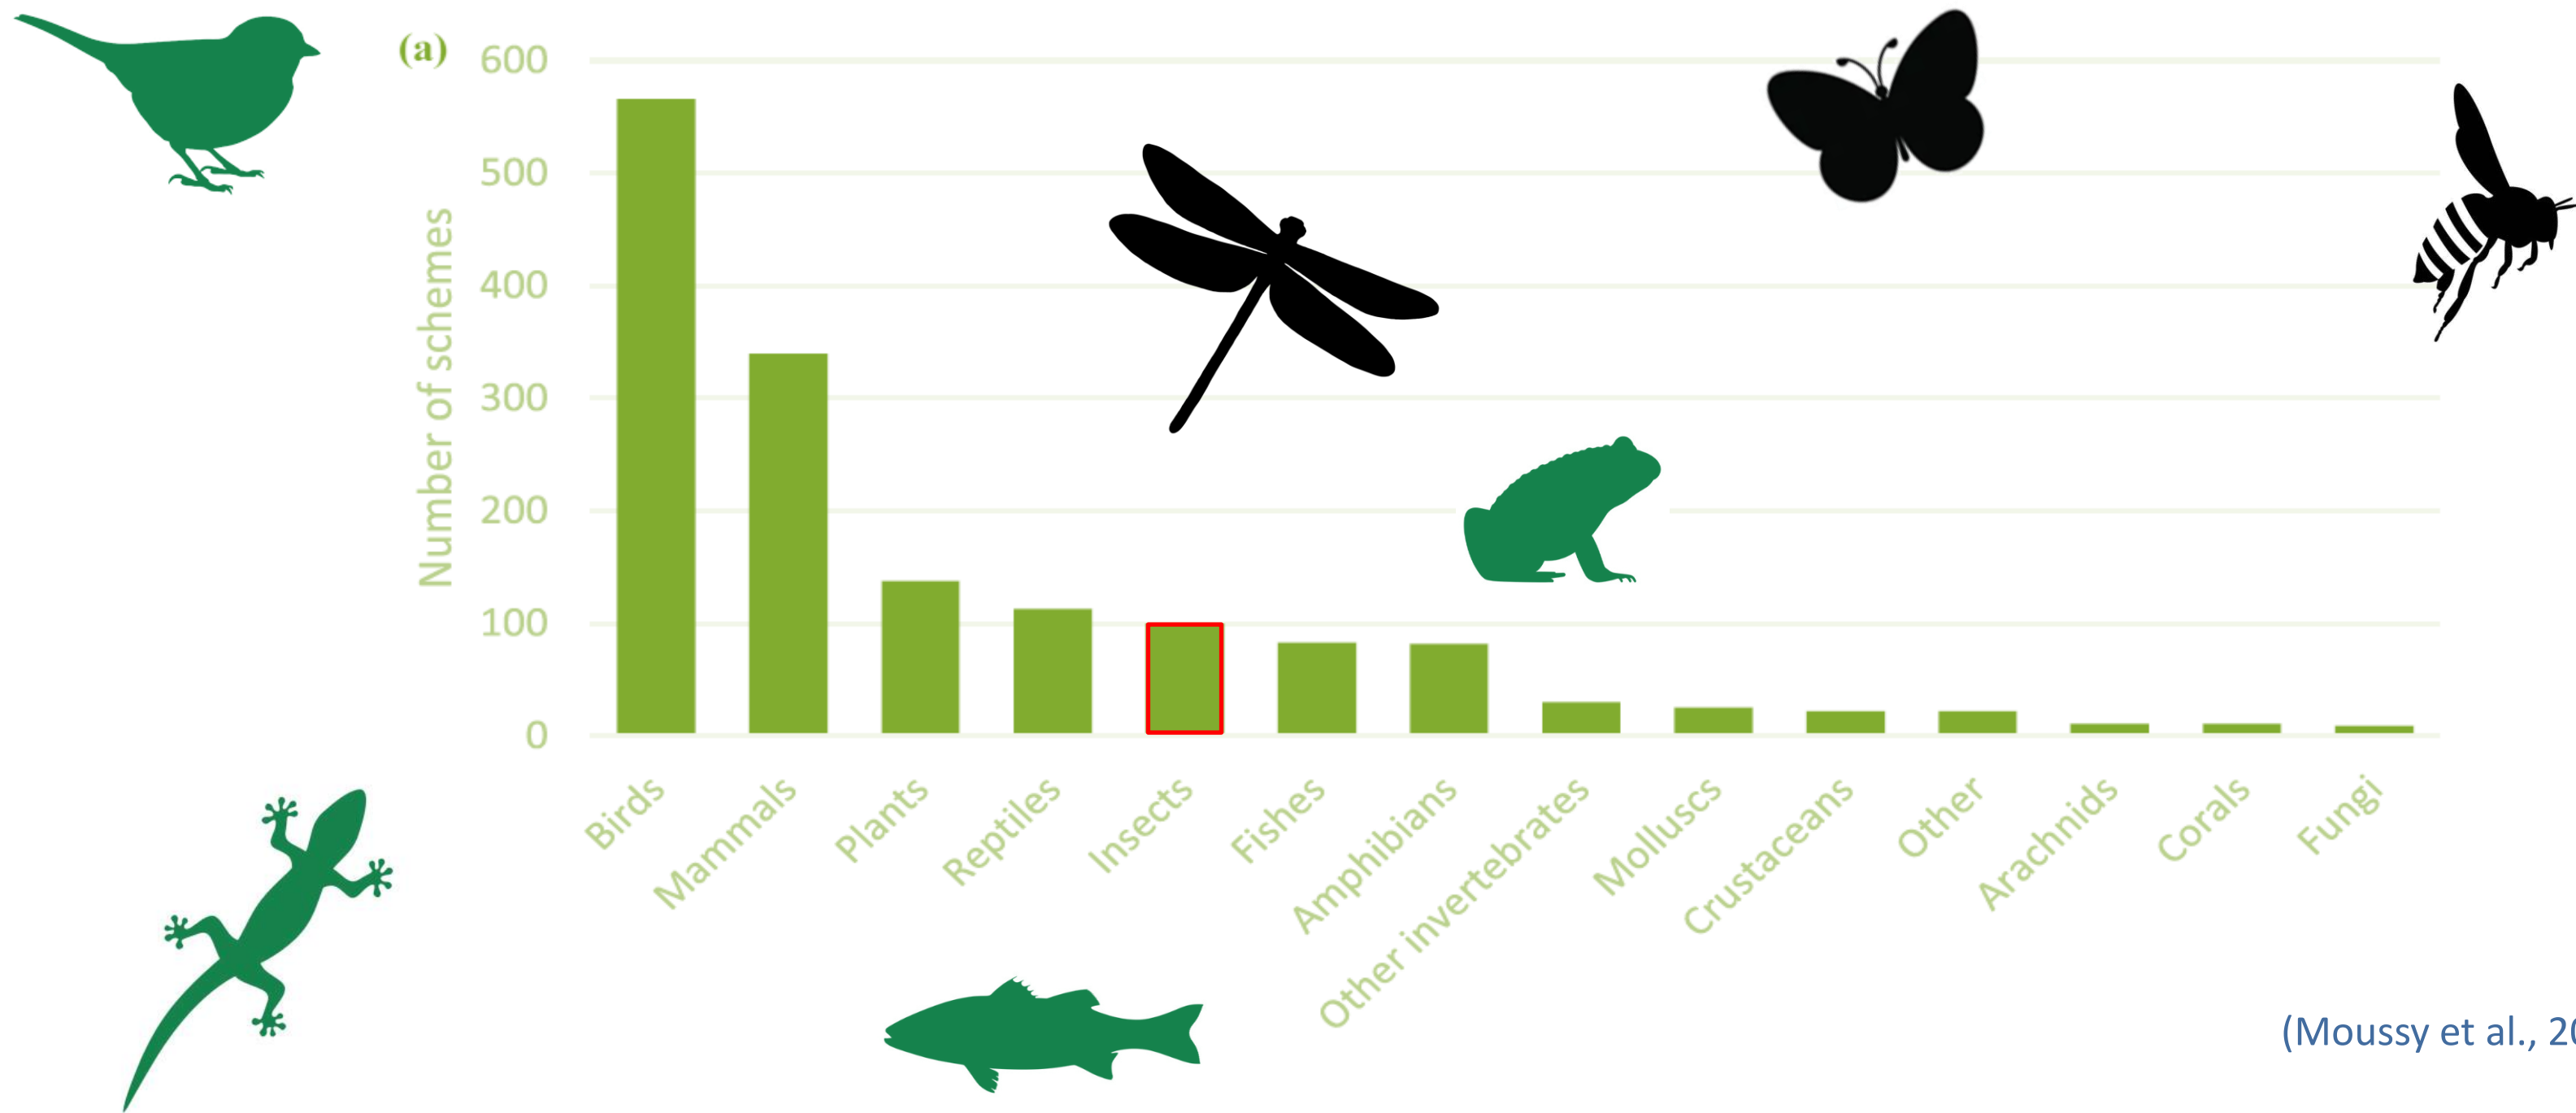 (a)
600
500
400
300
200
100
0
Number of schemes
Birds
Mammals
Plants
Reptiles
Insects
Fishes
Amphibians
Other invertebrates
Molluscs
Crustaceans
Other
Arachnids
Corals
Fungi
(Moussy et al.,